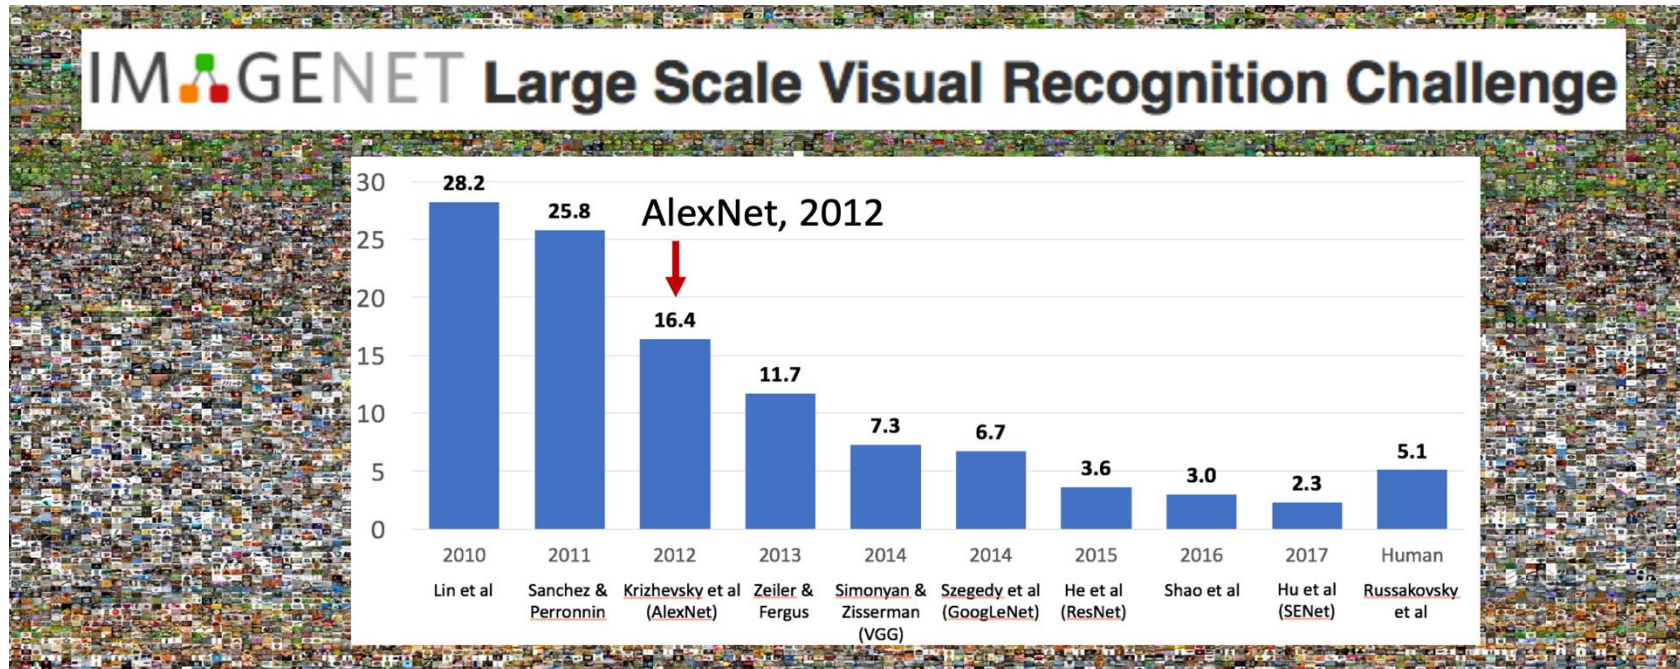 IMAGENET Large Scale Visual Recognition Challenge
30
25
20
15
10
5
0
28.2
25.8
AlexNet, 2012
16.4
11.7
7.3
6.7
3.6
3.0
2.3
5.1
2010 2011 2012 2013 2014 2014 2015 2016 2017 Human
Lin et al
Sanchez &
Perronnin
Krizhevsky et al
(AlexNet)
Zeiler &
Fergus
Simonyan &
Zisserman
(VGG)
Szegedy et al
(GoogLeNet)
He et al
(ResNet)
Shao et al
Hu et al
(SENet)
Russakovsky
et al